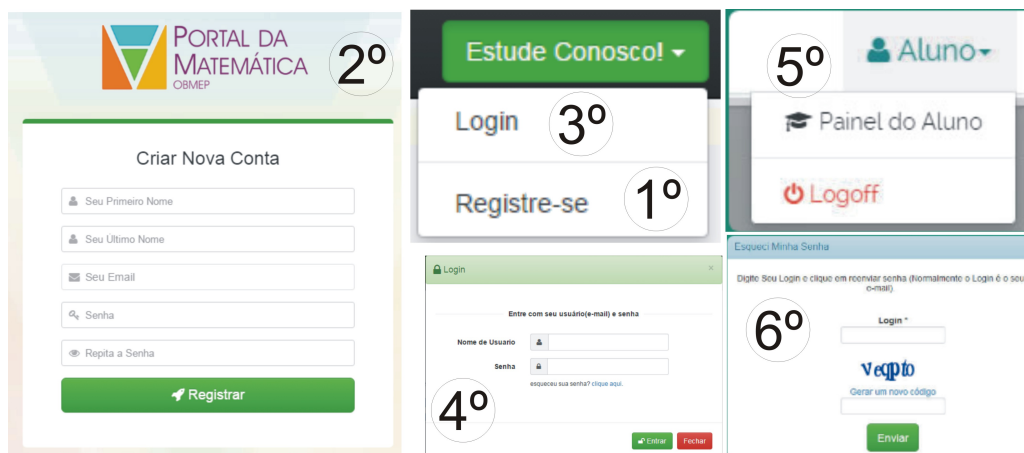 PORTAL DA
MATEMÁTICA
OBMEP
2º
Criar Nova Conta
Seu Primeiro Nome
Seu Último Nome
Seu Email
Senha
Repita a Senha
Registrar
Estude Conosco!
Login
3º
Registre-se
1º
5º
Aluno
Painel do Aluno
Logoff
Login
×
Entre com seu usuário(e-mail) e senha
Nome de Usuario
Senha
esqueceu sua senha? clique aqui.
4º
Entrar
Fechar
Esqueci Minha Senha
Digite Seu Login e clique em reenviar senha (Normalmente o Login é o seu
e-mail)
6º
Login *
veqpto
Gerar um novo código
Enviar